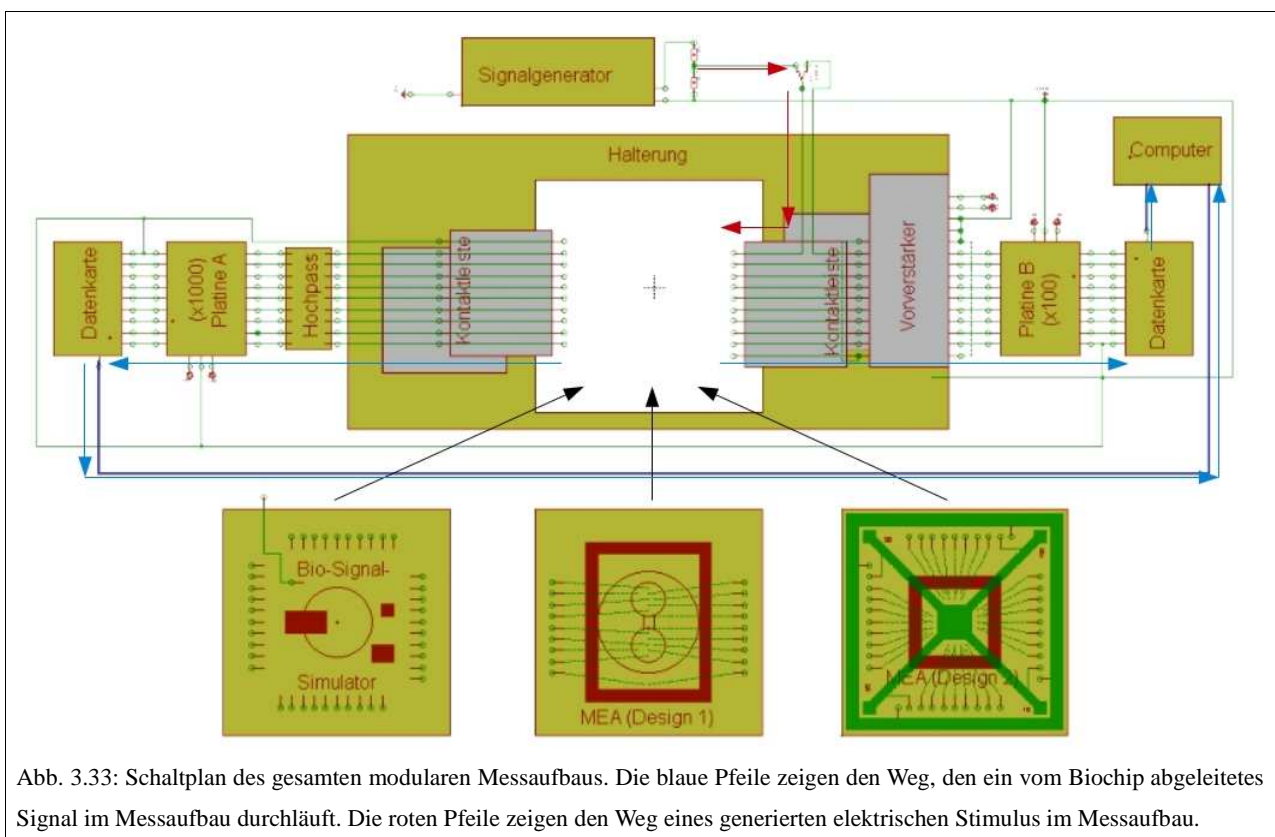 Signalgenerator
Halterung
Computer
Datenkarte
(x1000)
Platine A
Hochpass
Kontaktleiste
Kontaktleiste
Vorverstärker
Platine B
(x100)
Datenkarte
Bio-Signal-
Simulator
MEA (Design 1)
MEA (Design 2)
Abb. 3.33: Schaltplan des gesamten modularen Messaufbaus. Die blaue Pfeile zeigen den Weg, den ein vom Biochip abgeleitetes
Signal im Messaufbau durchläuft. Die roten Pfeile zeigen den Weg eines generierten elektrischen Stimulus im Messaufbau.